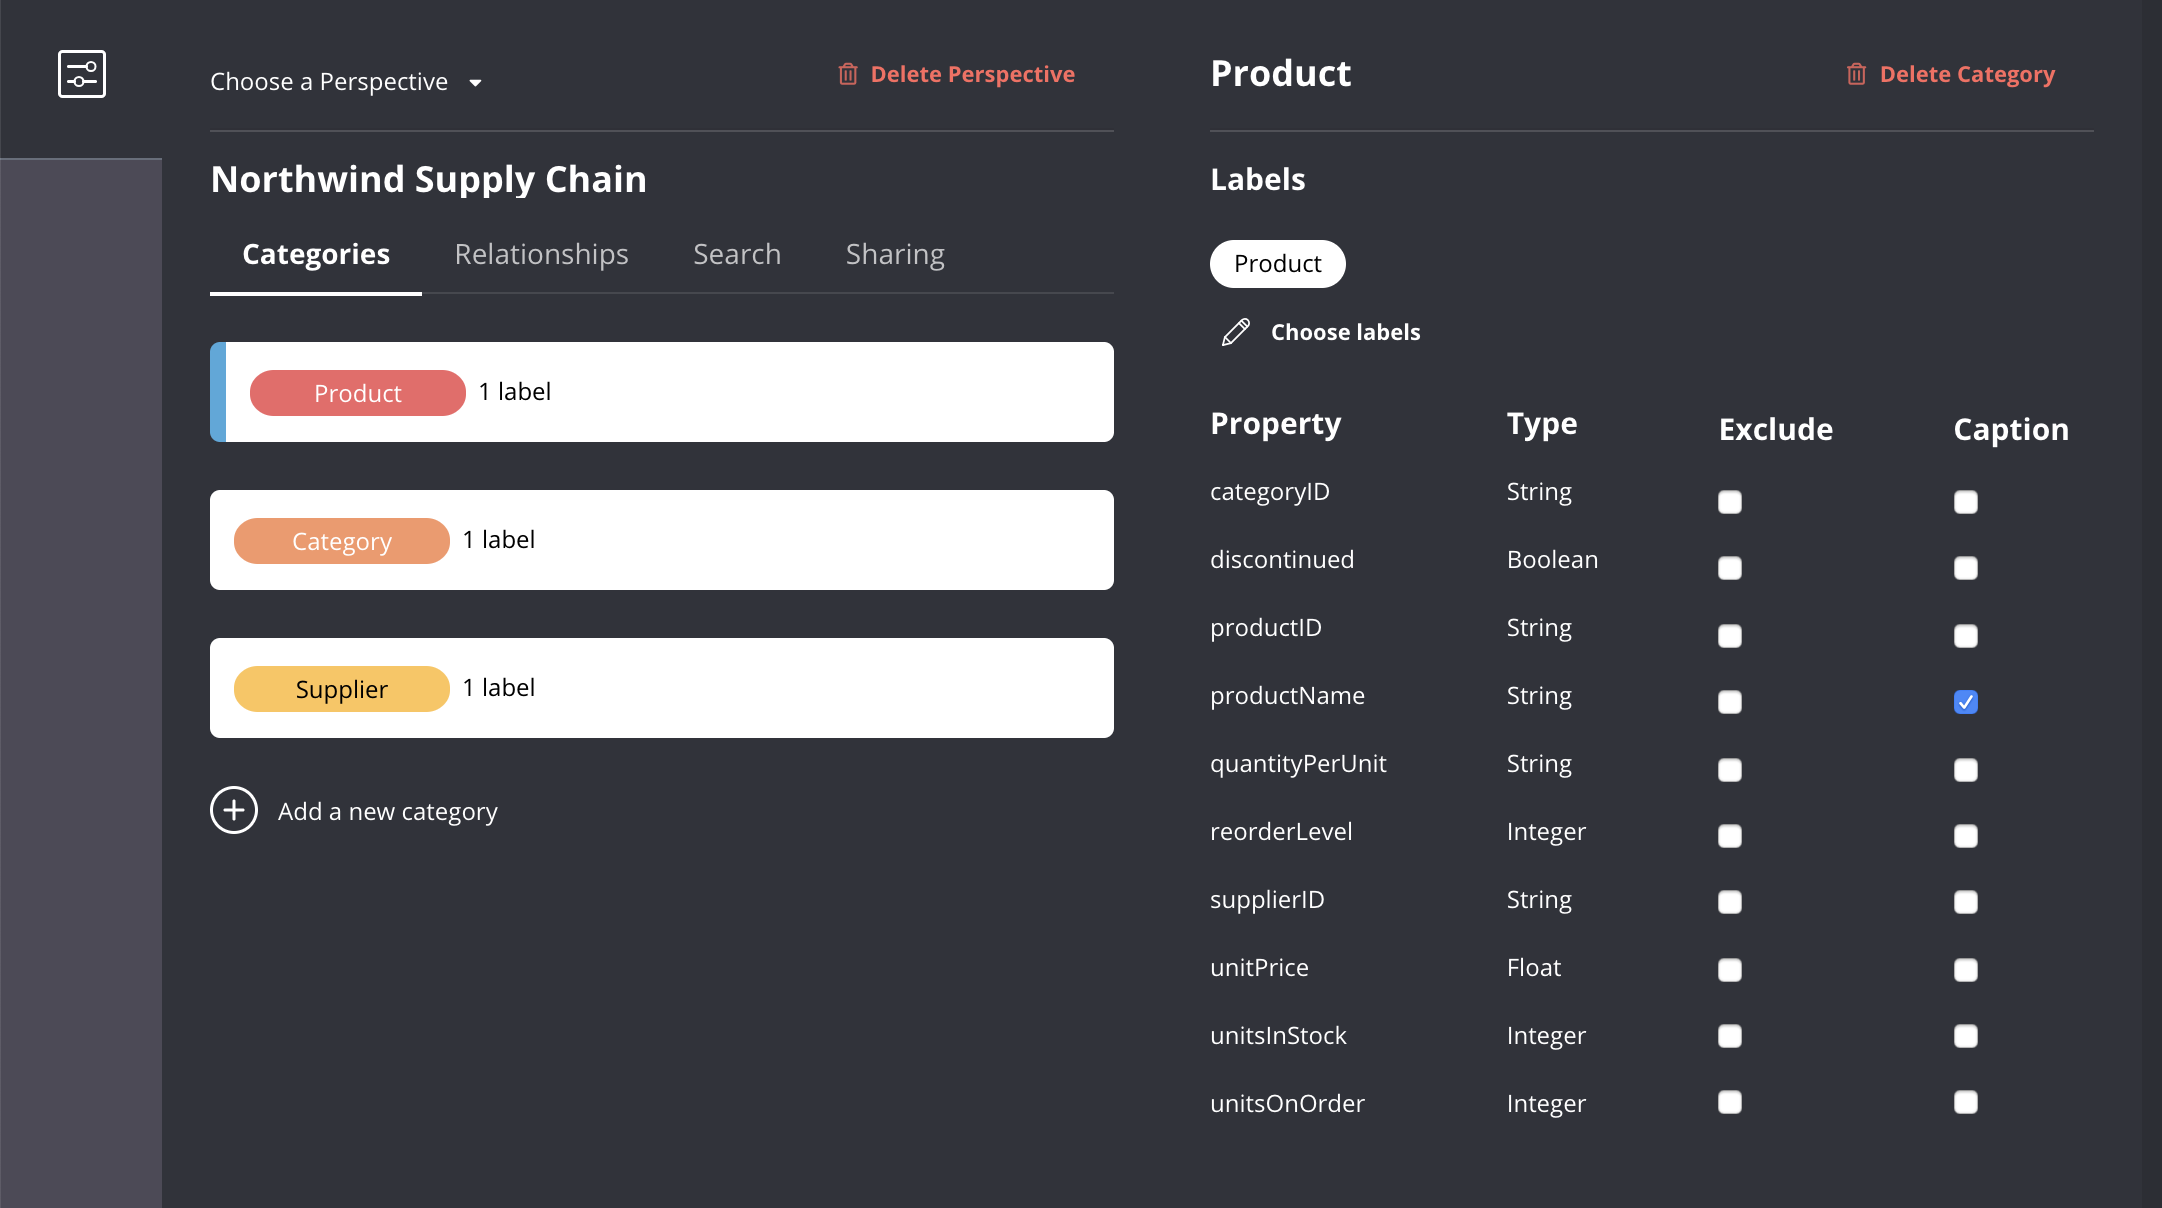 Choose a Perspective
Delete Perspective
Northwind Supply Chain
Categories Relationships Search Sharing
Product 1 label
Category 1 label
Supplier 1 label
Add a new category
Product
Delete Category
Labels
Product
Choose labels
Property Type Exclude Caption
categoryID String
discontinued Boolean
productID String
productName String
quantityPerUnit String
reorderLevel Integer
supplierID String
unitPrice Float
unitsInStock Integer
unitsOnOrder Integer